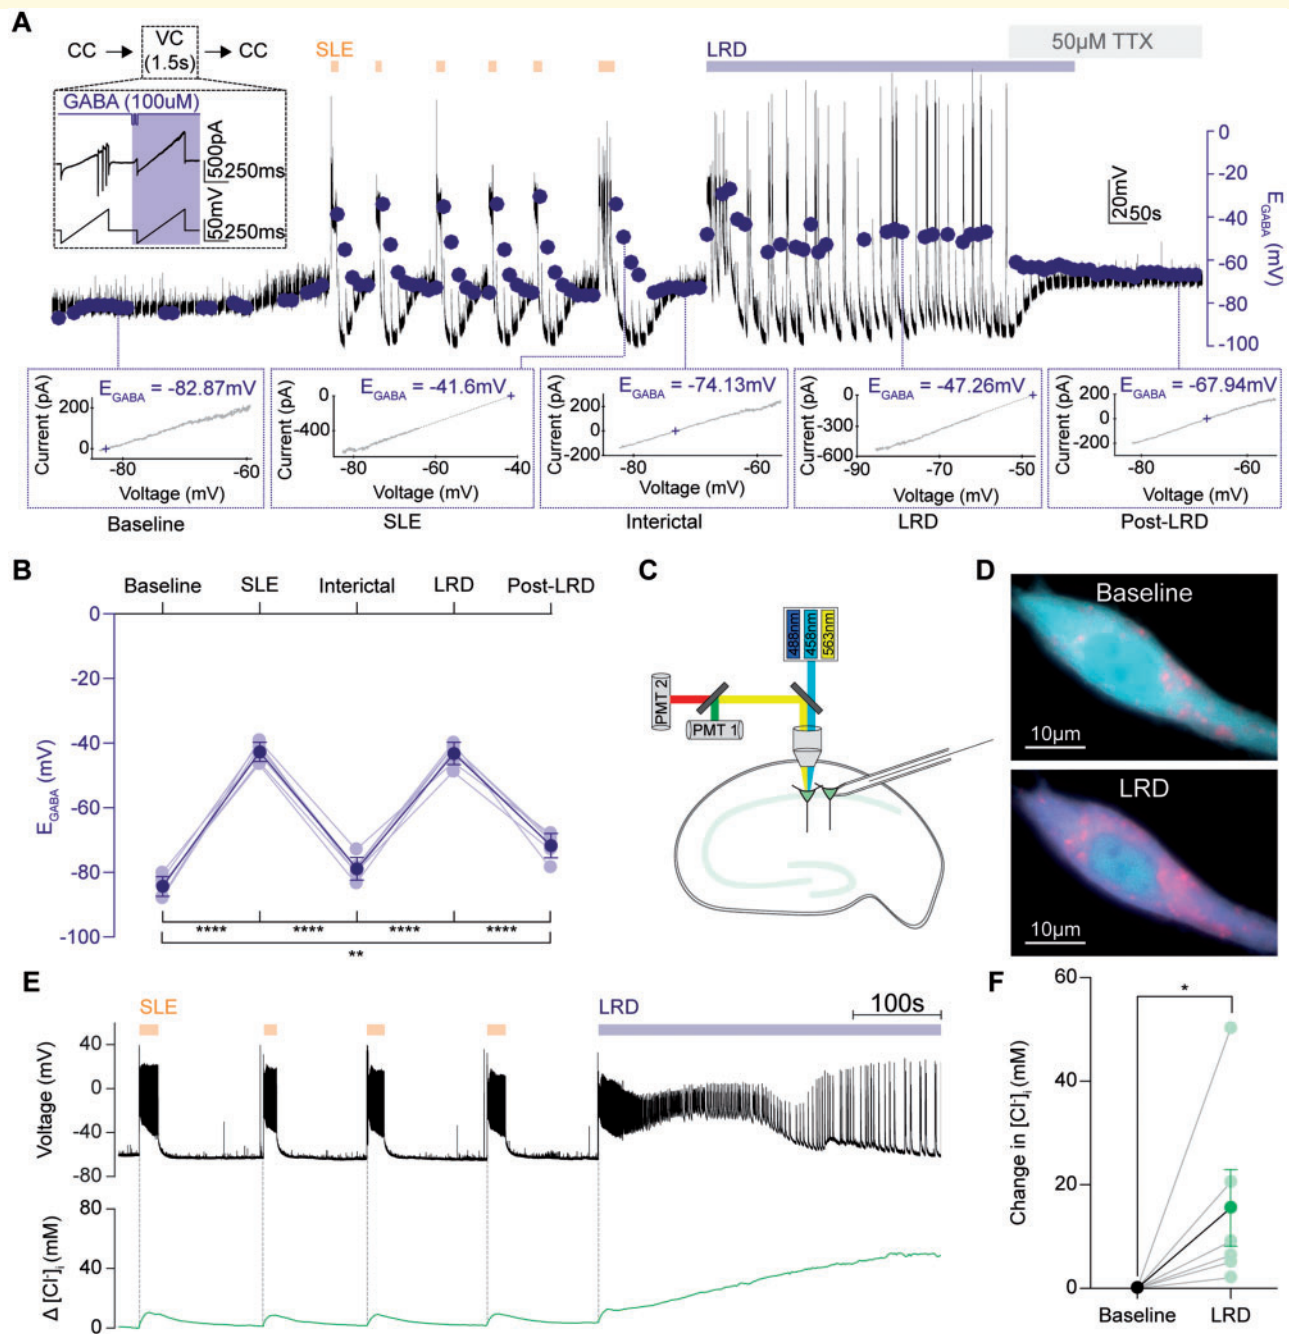 A
CC → VC (1.5s) → CC
GABA (100uM)
500pA
250ms
50mV
250ms
SLE
LRD
50µM TTX
20mV
50s
0
-20
-40
-60
-80
-100
E_GABA (mV)
E_GABA = -82.87mV
Current (pA)
200
0
-80
-60
Voltage (mV)
Baseline
E_GABA = -41.6mV
Current (pA)
0
-400
-80
-60
-40
Voltage (mV)
SLE
E_GABA = -74.13mV
Current (pA)
200
0
-200
-80
-60
Voltage (mV)
Interictal
E_GABA = -47.26mV
Current (pA)
0
-300
-600
-90
-70
-50
Voltage (mV)
LRD
E_GABA = -67.94mV
Current (pA)
200
0
-200
-80
-60
Voltage (mV)
Post-LRD
B
Baseline SLE Interictal LRD Post-LRD
0
-20
-40
-60
-80
-100
E_GABA (mV)
**** **** **** ****
**
C
488nm
458nm
563nm
PMT 2
PMT 1
D
Baseline
10µm
LRD
10µm
E
SLE
LRD
100s
Voltage (mV)
40
0
-40
-80
Δ [Cl⁻]i (mM)
80
40
0
F
Change in [Cl⁻]i (mM)
60
40
20
0
*
Baseline LRD